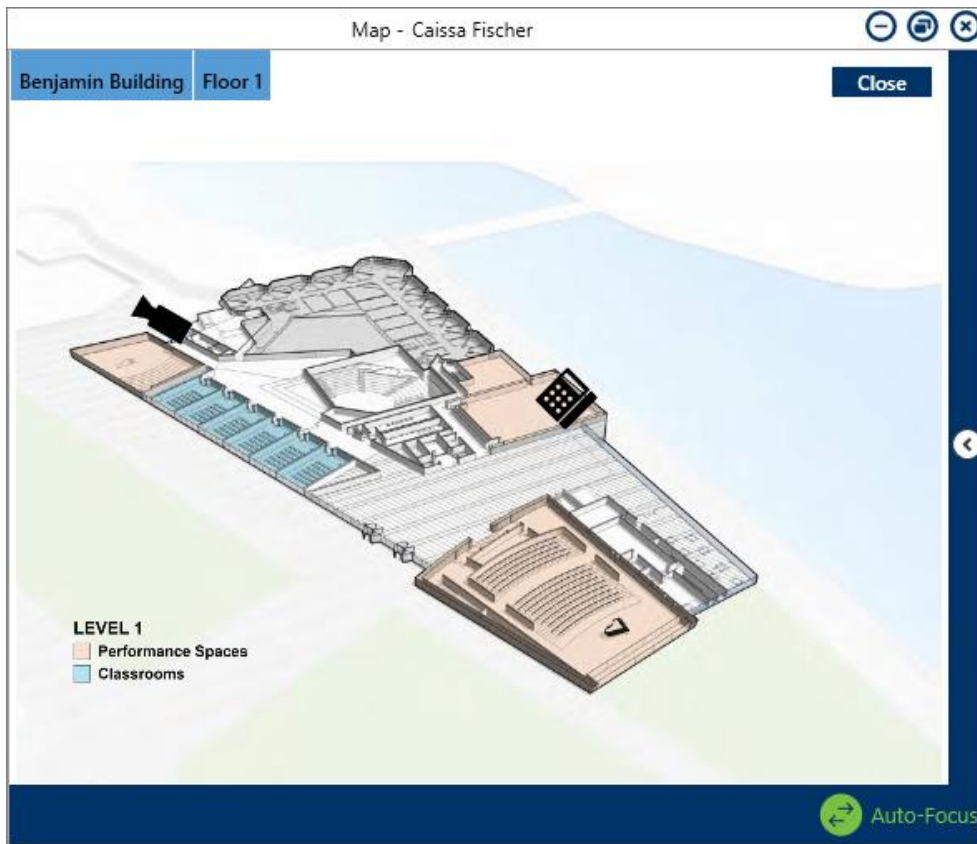 Map - Caissa Fischer
Benjamin Building Floor 1
Close
LEVEL 1
Performance Spaces
Classrooms
Auto-Focus